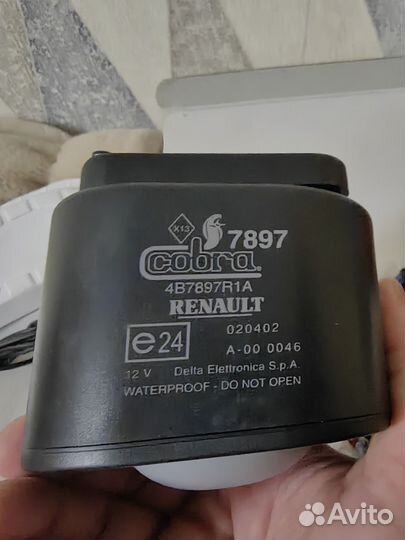 X13
7897
cobra
4B7897R1A
RENAULT
020402
e24
A-00 0046
12 V Delta Elettronica S.p.A.
WATERPROOF - DO NOT OPEN
Avito